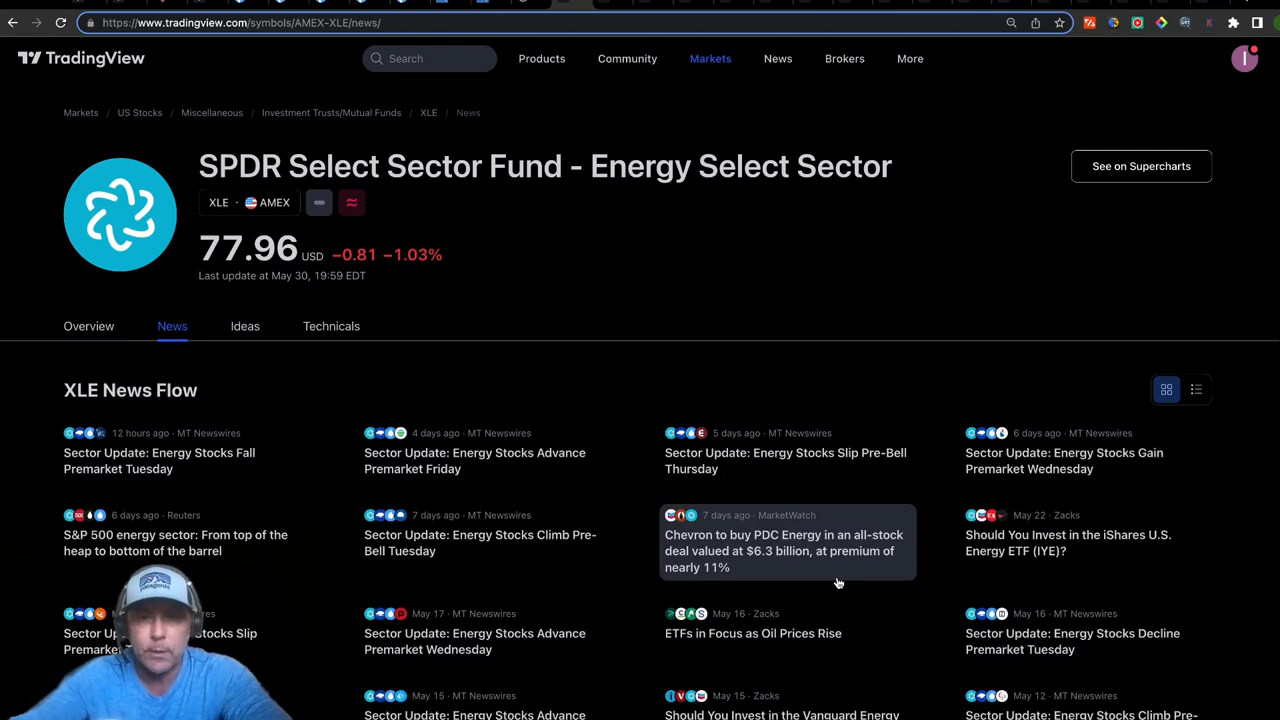 https://www.tradingview.com/symbols/AMEX-XLE/news/
TradingView
Search
Products
Community
Markets
News
Brokers
More
I
Markets / US Stocks / Miscellaneous / Investment Trusts/Mutual Funds / XLE / News
SPDR Select Sector Fund - Energy Select Sector
See on Supercharts
XLE · AMEX
77.96 USD −0.81 −1.03%
Last update at May 30, 19:59 EDT
Overview
News
Ideas
Technicals
XLE News Flow
12 hours ago · MT Newswires
Sector Update: Energy Stocks Fall
Premarket Tuesday
4 days ago · MT Newswires
Sector Update: Energy Stocks Advance
Premarket Friday
5 days ago · MT Newswires
Sector Update: Energy Stocks Slip Pre-Bell
Thursday
6 days ago · MT Newswires
Sector Update: Energy Stocks Gain
Premarket Wednesday
6 days ago · Reuters
S&P 500 energy sector: From top of the
heap to bottom of the barrel
7 days ago · MT Newswires
Sector Update: Energy Stocks Climb Pre-
Bell Tuesday
7 days ago · MarketWatch
Chevron to buy PDC Energy in an all-stock
deal valued at $6.3 billion, at premium of
nearly 11%
May 22 · Zacks
Should You Invest in the iShares U.S.
Energy ETF (IYE)?
Stocks Slip
May 17 · MT Newswires
Sector Update: Energy Stocks Advance
Premarket Wednesday
May 16 · Zacks
ETFs in Focus as Oil Prices Rise
May 16 · MT Newswires
Sector Update: Energy Stocks Decline
Premarket Tuesday
May 15 · MT Newswires
Sector Update: Energy Stocks Advance
May 15 · Zacks
Should You Invest in the Vanguard Energy
May 12 · MT Newswires
Sector Update: Energy Stocks Climb Pre-